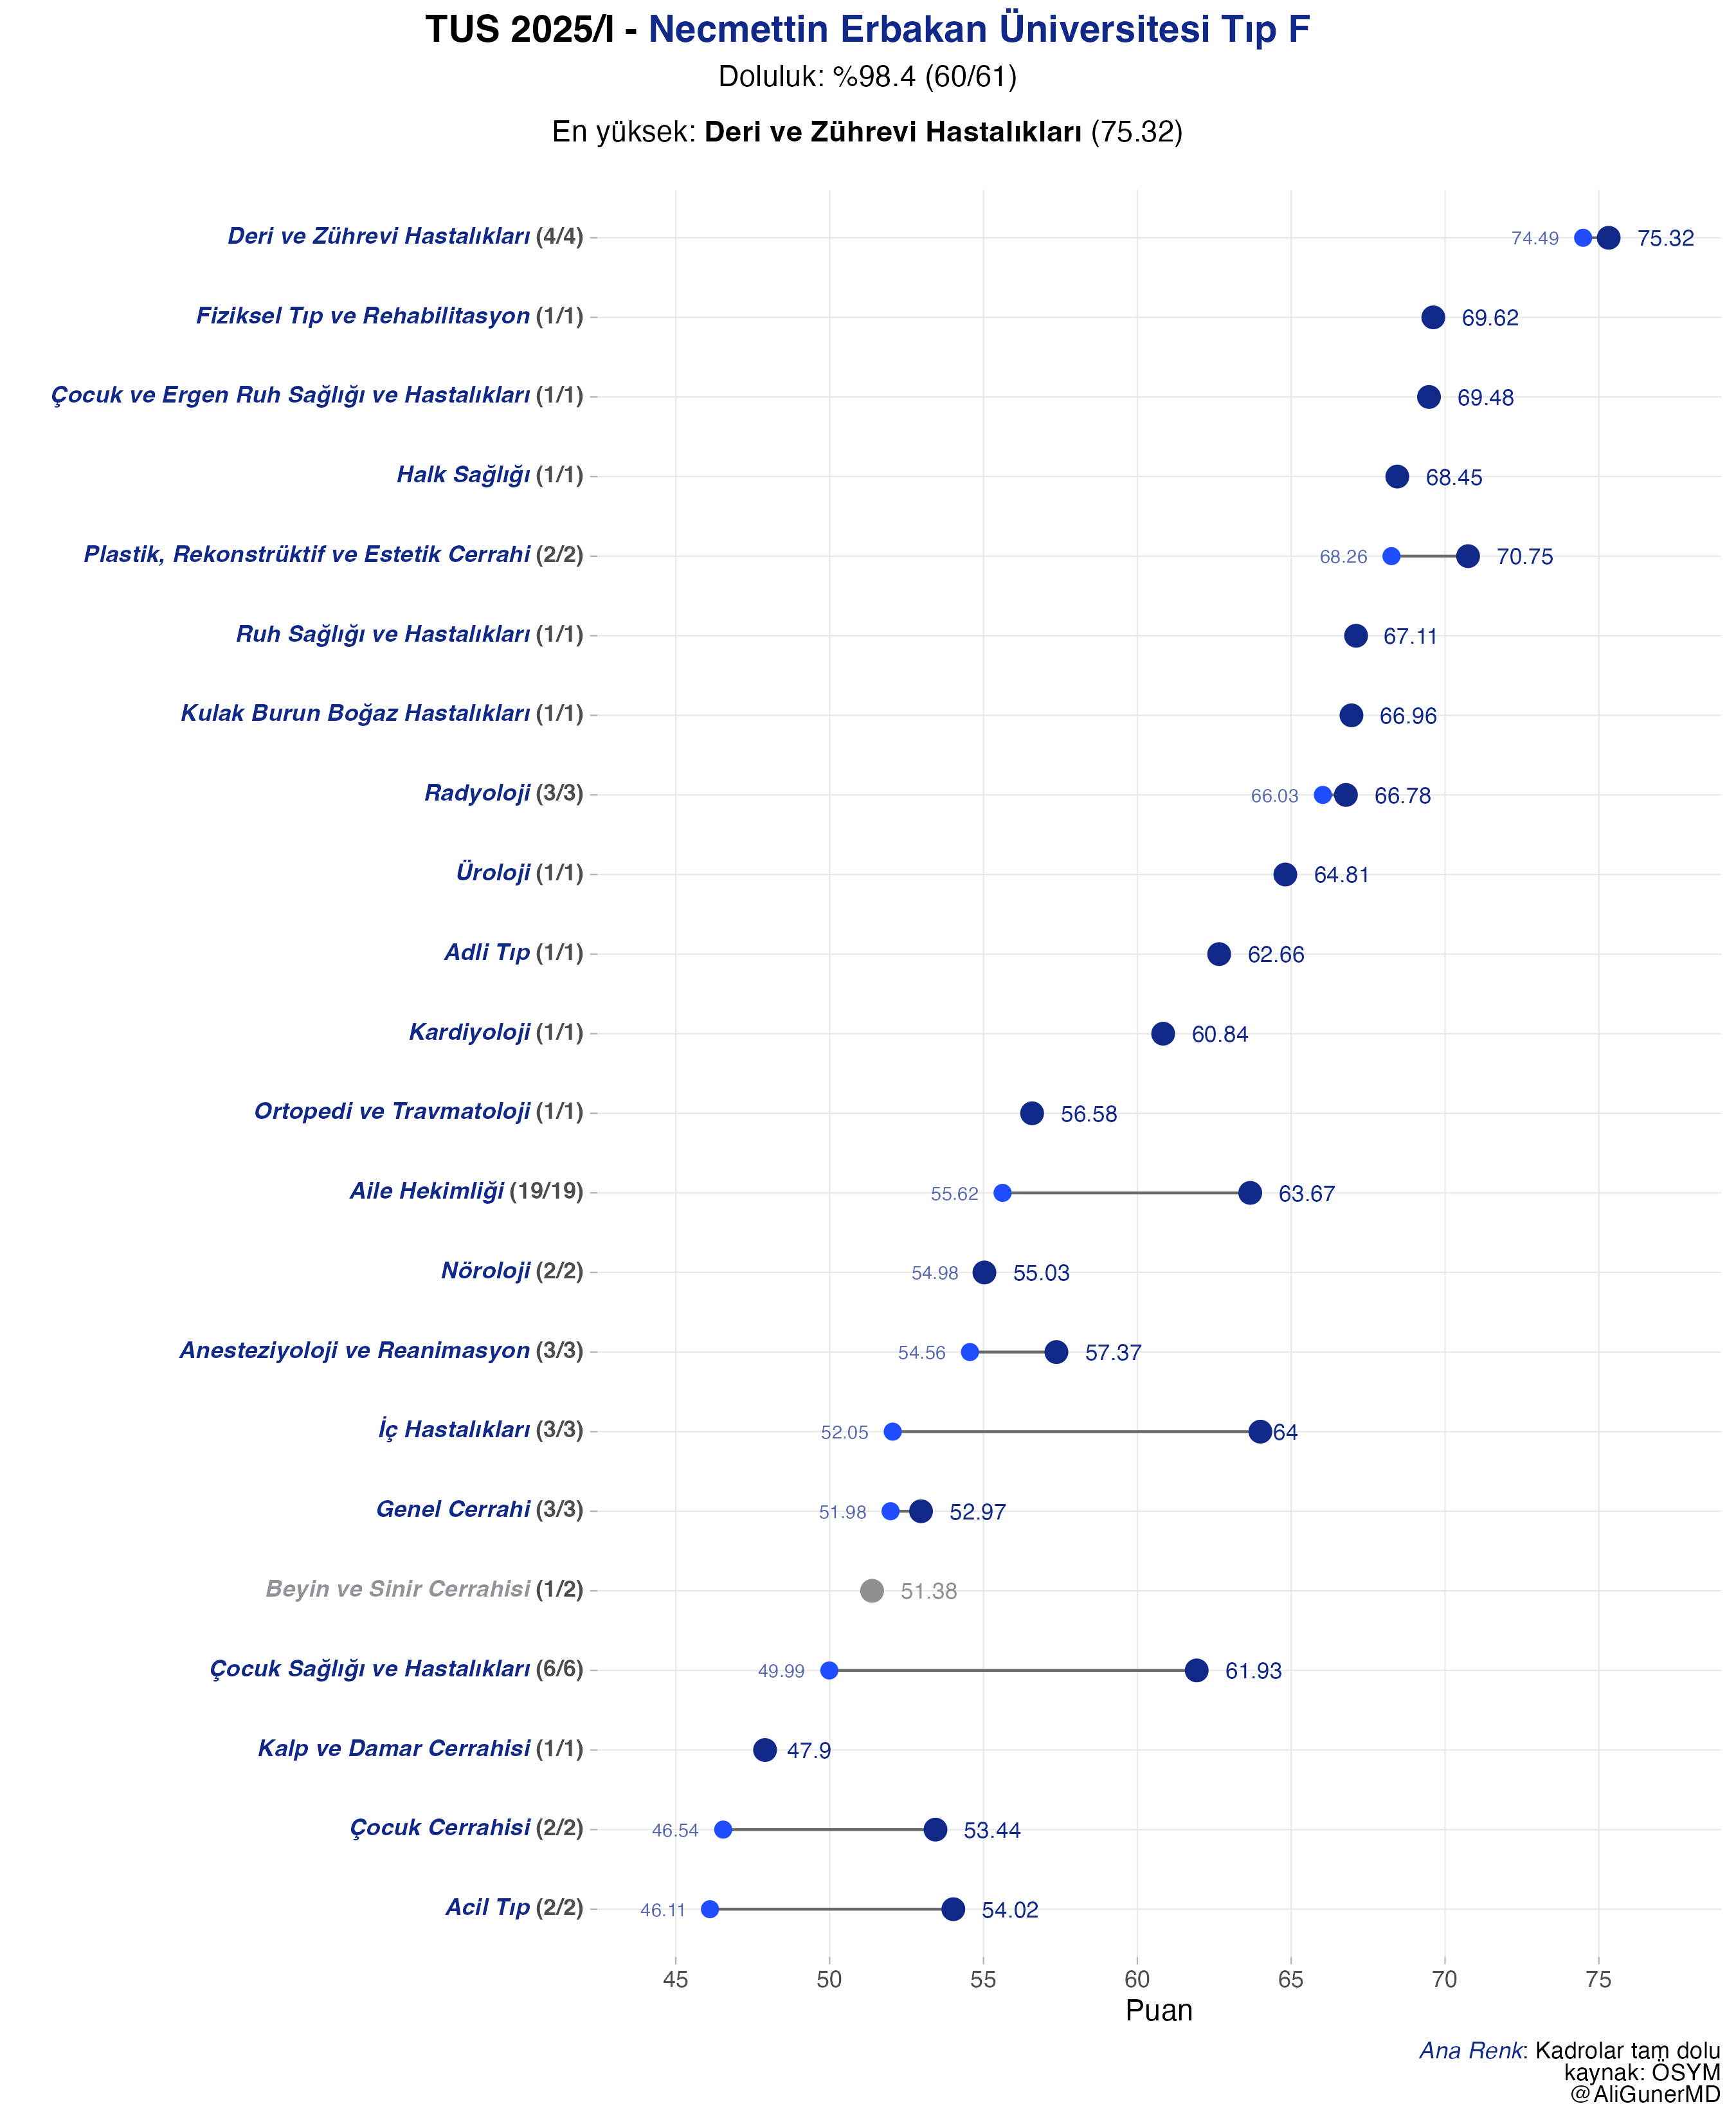 TUS 2025/I - Necmettin Erbakan Üniversitesi Tıp F
Doluluk: %98.4 (60/61)
En yüksek: Deri ve Zührevi Hastalıkları (75.32)
Deri ve Zührevi Hastalıkları (4/4) 74.49 75.32
Fiziksel Tıp ve Rehabilitasyon (1/1) 69.62
Çocuk ve Ergen Ruh Sağlığı ve Hastalıkları (1/1) 69.48
Halk Sağlığı (1/1) 68.45
Plastik, Rekonstrüktif ve Estetik Cerrahi (2/2) 68.26 70.75
Ruh Sağlığı ve Hastalıkları (1/1) 67.11
Kulak Burun Boğaz Hastalıkları (1/1) 66.96
Radyoloji (3/3) 66.03 66.78
Üroloji (1/1) 64.81
Adli Tıp (1/1) 62.66
Kardiyoloji (1/1) 60.84
Ortopedi ve Travmatoloji (1/1) 56.58
Aile Hekimliği (19/19) 55.62 63.67
Nöroloji (2/2) 54.98 55.03
Anesteziyoloji ve Reanimasyon (3/3) 54.56 57.37
İç Hastalıkları (3/3) 52.05 64
Genel Cerrahi (3/3) 51.98 52.97
Beyin ve Sinir Cerrahisi (1/2) 51.38
Çocuk Sağlığı ve Hastalıkları (6/6) 49.99 61.93
Kalp ve Damar Cerrahisi (1/1) 47.9
Çocuk Cerrahisi (2/2) 46.54 53.44
Acil Tıp (2/2) 46.11 54.02
45 50 55 60 65 70 75
Puan
Ana Renk: Kadrolar tam dolu
kaynak: ÖSYM
@AliGunerMD